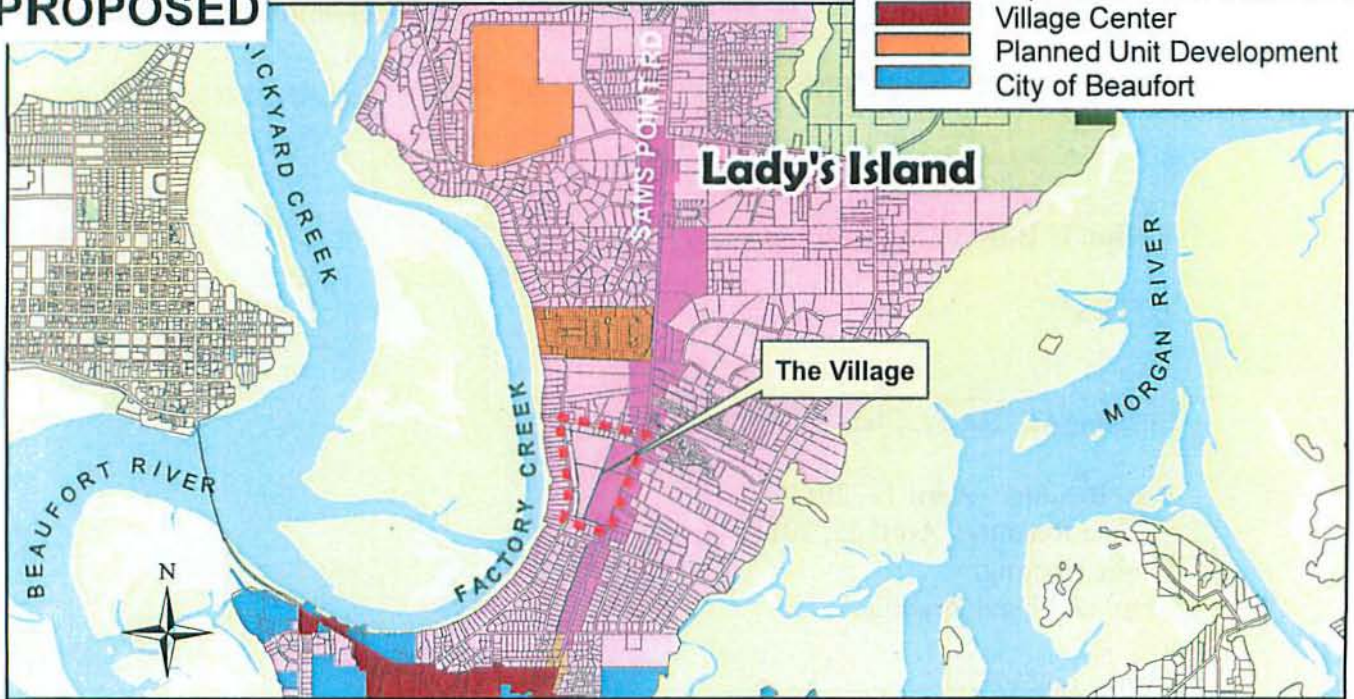 PROPOSED
Village Center
Planned Unit Development
City of Beaufort
SAMS POINT RD
Lady's Island
The Village
FACTORY CREEK
BEAUFORT RIVER
MORGAN RIVER
N